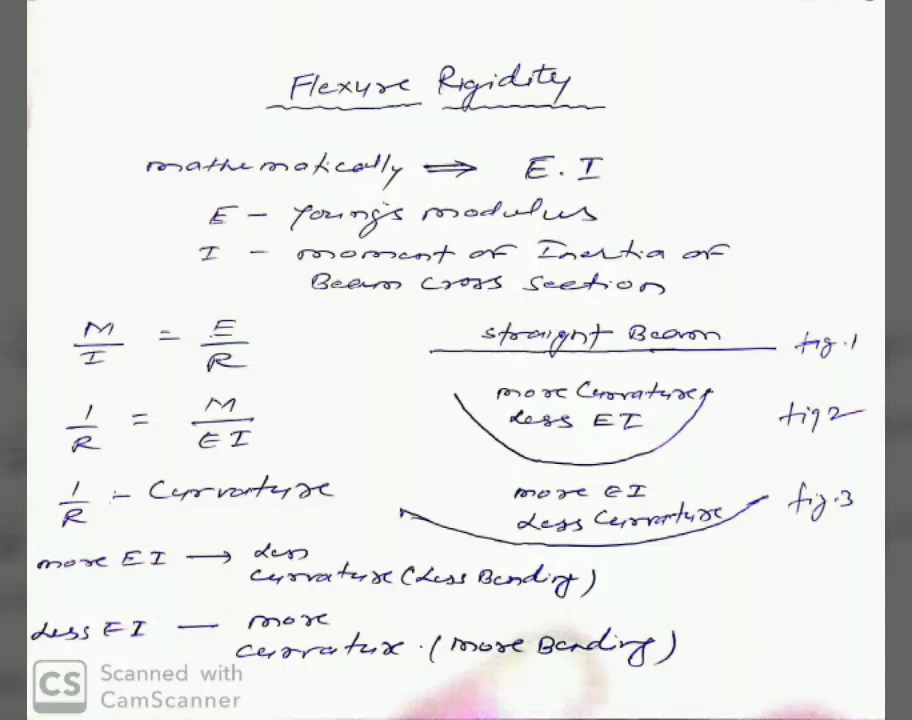 Flexure Rigidity
mathematically ⇒ E.I
E - Young's modulus
I - moment of Inertia of
Beam cross section
M/I = E/R
straight Beam fig.1
1/R = M/EI
more Curvature,
Less EI
fig 2
1/R - Curvature
more EI
Less Curvature
fig.3
more EI → Less
curvature (Less Bending)
Less EI - more
curvature. (more Bending)
CS Scanned with
CamScanner